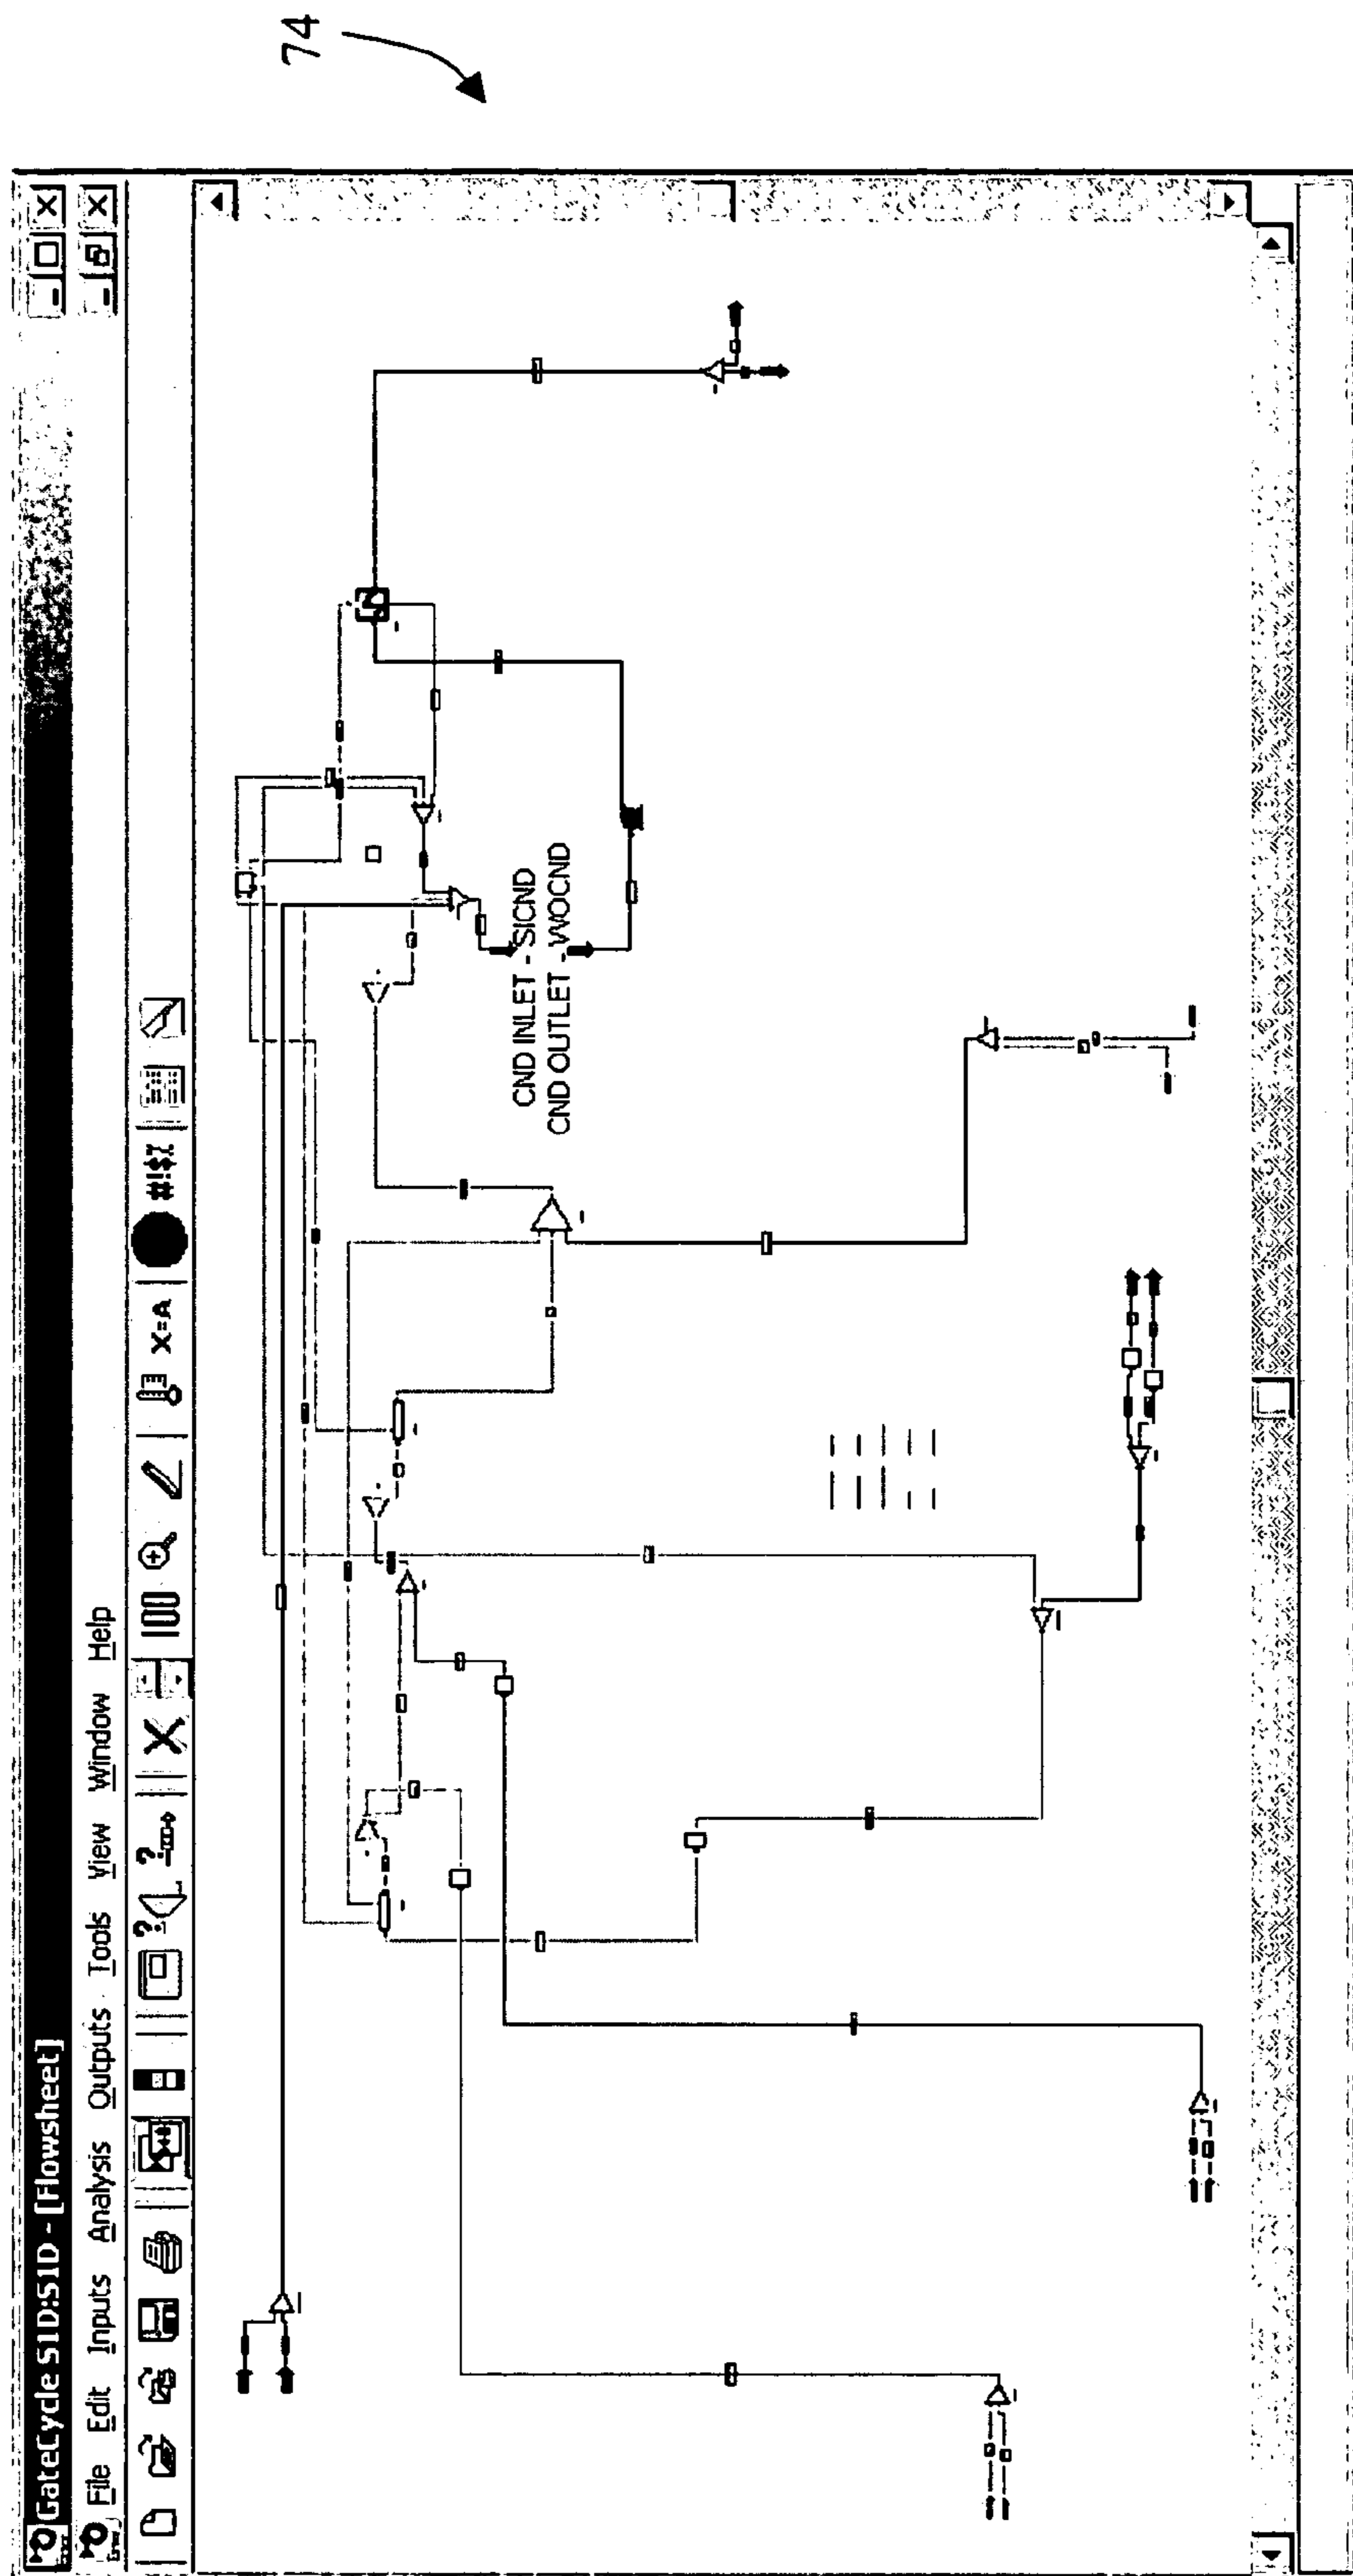 74
GateCycle S1D:S1D - [Flowsheet]
File Edit Inputs Analysis Outputs Tools View Window Help
? ? X=A #!$%
CND INLET - SICND
CND OUTLET - WOCND